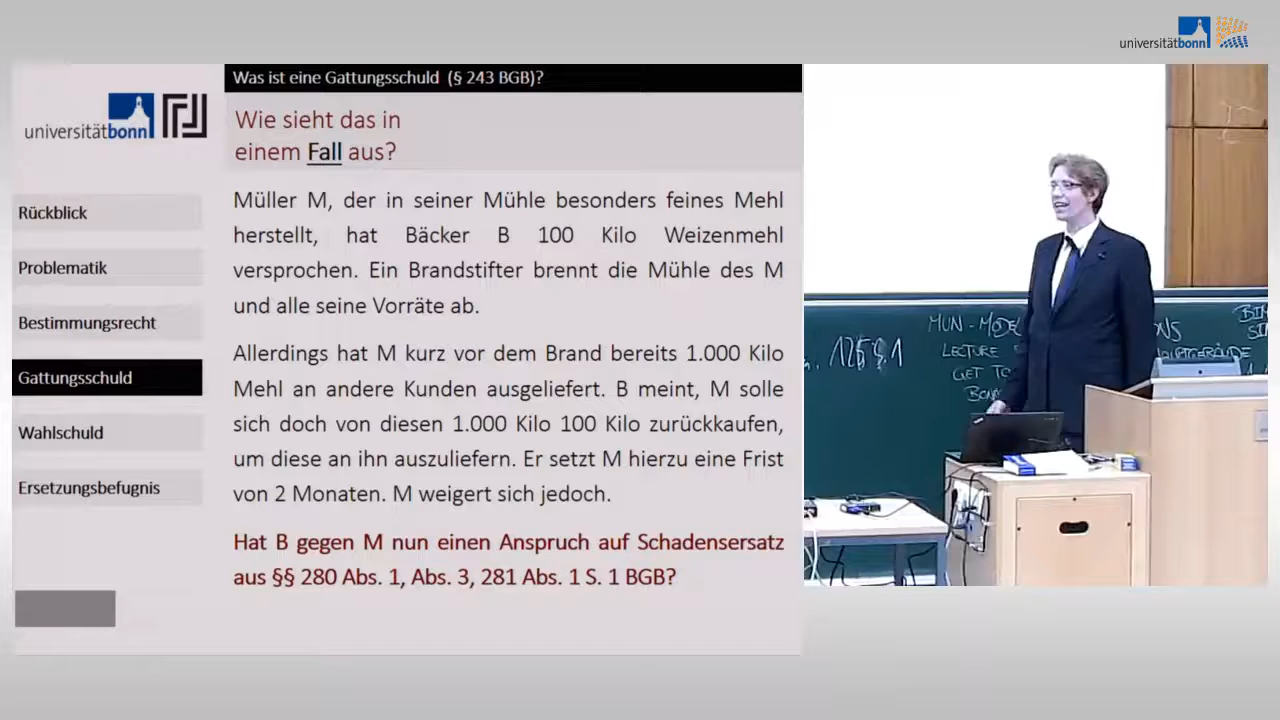 universitätbonn
Was ist eine Gattungsschuld (§ 243 BGB)?
universitätbonn
Wie sieht das in
einem Fall aus?
Rückblick
Problematik
Bestimmungsrecht
Gattungsschuld
Wahlschuld
Ersetzungsbefugnis
Müller M, der in seiner Mühle besonders feines Mehl
herstellt, hat Bäcker B 100 Kilo Weizenmehl
versprochen. Ein Brandstifter brennt die Mühle des M
und alle seine Vorräte ab.
Allerdings hat M kurz vor dem Brand bereits 1.000 Kilo
Mehl an andere Kunden ausgeliefert. B meint, M solle
sich doch von diesen 1.000 Kilo 100 Kilo zurückkaufen,
um diese an ihn auszuliefern. Er setzt M hierzu eine Frist
von 2 Monaten. M weigert sich jedoch.
Hat B gegen M nun einen Anspruch auf Schadensersatz
aus §§ 280 Abs. 1, Abs. 3, 281 Abs. 1 S. 1 BGB?
MUN-MODE
LECTURE
GET TO